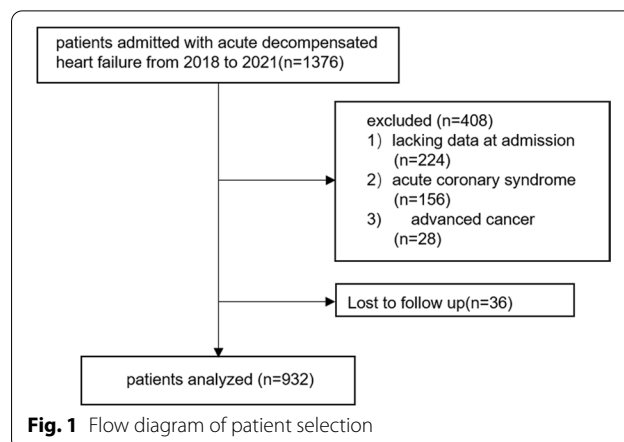 patients admitted with acute decompensated
heart failure from 2018 to 2021(n=1376)
excluded (n=408)
1) lacking data at admission
(n=224)
2) acute coronary syndrome
(n=156)
3) advanced cancer
(n=28)
Lost to follow up(n=36)
patients analyzed (n=932)
Fig. 1 Flow diagram of patient selection